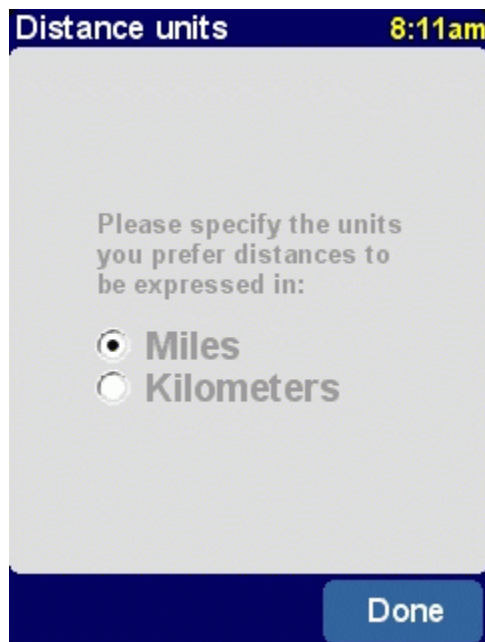 Distance units 8:11am
Please specify the units
you prefer distances to
be expressed in:
Miles
Kilometers
Done